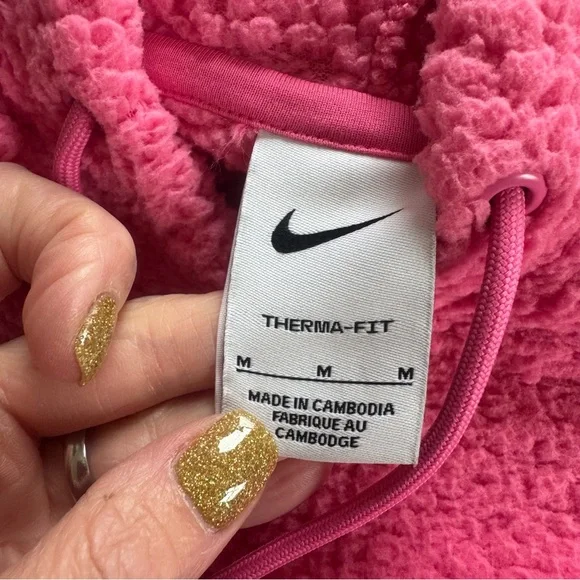 THERMA-FIT
M M M
MADE IN CAMBODIA
FABRIQUE AU
CAMBODGE